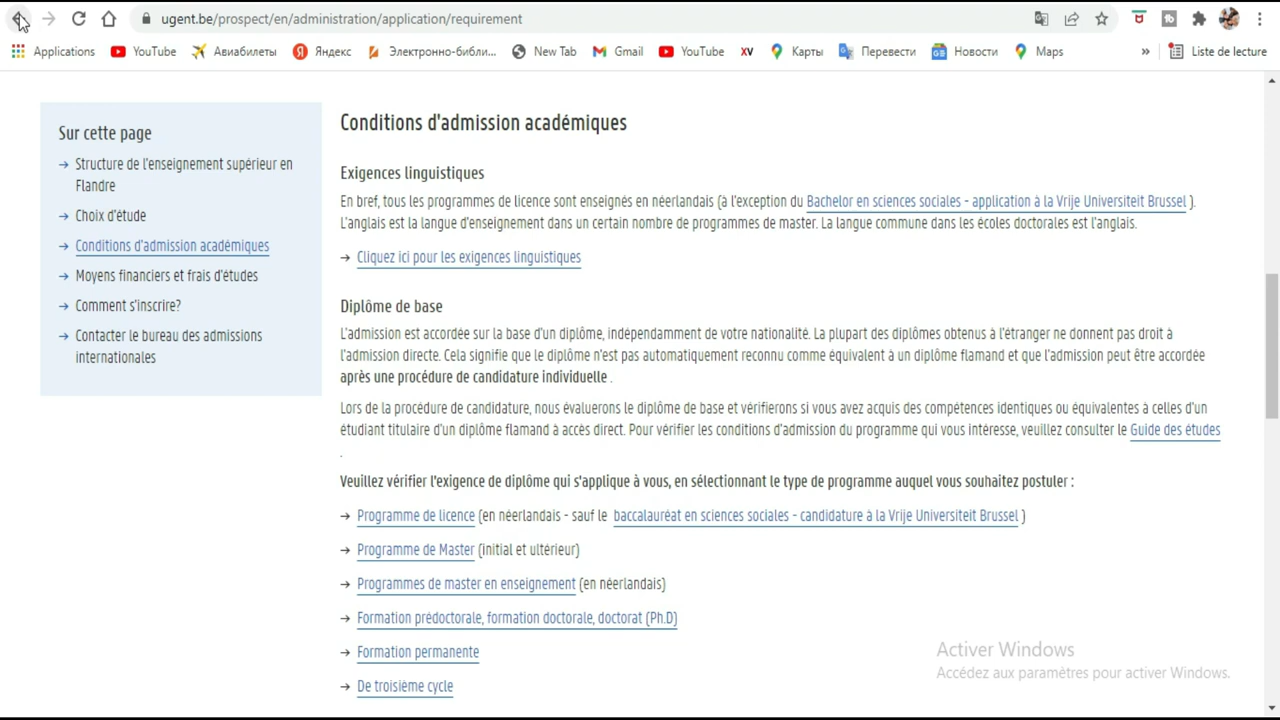 ugent.be/prospect/en/administration/application/requirement
Applications YouTube Авиабилеты Яндекс Электронно-библи... New Tab Gmail YouTube XV Карты Перевести GB Новости Maps » Liste de lecture
Sur cette page
→ Structure de l'enseignement supérieur en
Flandre
→ Choix d'étude
→ Conditions d'admission académiques
→ Moyens financiers et frais d'études
→ Comment s'inscrire?
→ Contacter le bureau des admissions
internationales
Conditions d'admission académiques
Exigences linguistiques
En bref, tous les programmes de licence sont enseignés en néerlandais (à l'exception du Bachelor en sciences sociales - application à la Vrije Universiteit Brussel ).
L'anglais est la langue d'enseignement dans un certain nombre de programmes de master. La langue commune dans les écoles doctorales est l'anglais.
→ Cliquez ici pour les exigences linguistiques
Diplôme de base
L'admission est accordée sur la base d'un diplôme, indépendamment de votre nationalité. La plupart des diplômes obtenus à l'étranger ne donnent pas droit à
l'admission directe. Cela signifie que le diplôme n'est pas automatiquement reconnu comme équivalent à un diplôme flamand et que l'admission peut être accordée
après une procédure de candidature individuelle .
Lors de la procédure de candidature, nous évaluerons le diplôme de base et vérifierons si vous avez acquis des compétences identiques ou équivalentes à celles d'un
étudiant titulaire d'un diplôme flamand à accès direct. Pour vérifier les conditions d'admission du programme qui vous intéresse, veuillez consulter le Guide des études
.
Veuillez vérifier l'exigence de diplôme qui s'applique à vous, en sélectionnant le type de programme auquel vous souhaitez postuler :
→ Programme de licence (en néerlandais - sauf le baccalauréat en sciences sociales - candidature à la Vrije Universiteit Brussel )
→ Programme de Master (initial et ultérieur)
→ Programmes de master en enseignement (en néerlandais)
→ Formation prédoctorale, formation doctorale, doctorat (Ph.D)
→ Formation permanente
→ De troisième cycle
Activer Windows
Accédez aux paramètres pour activer Windows.